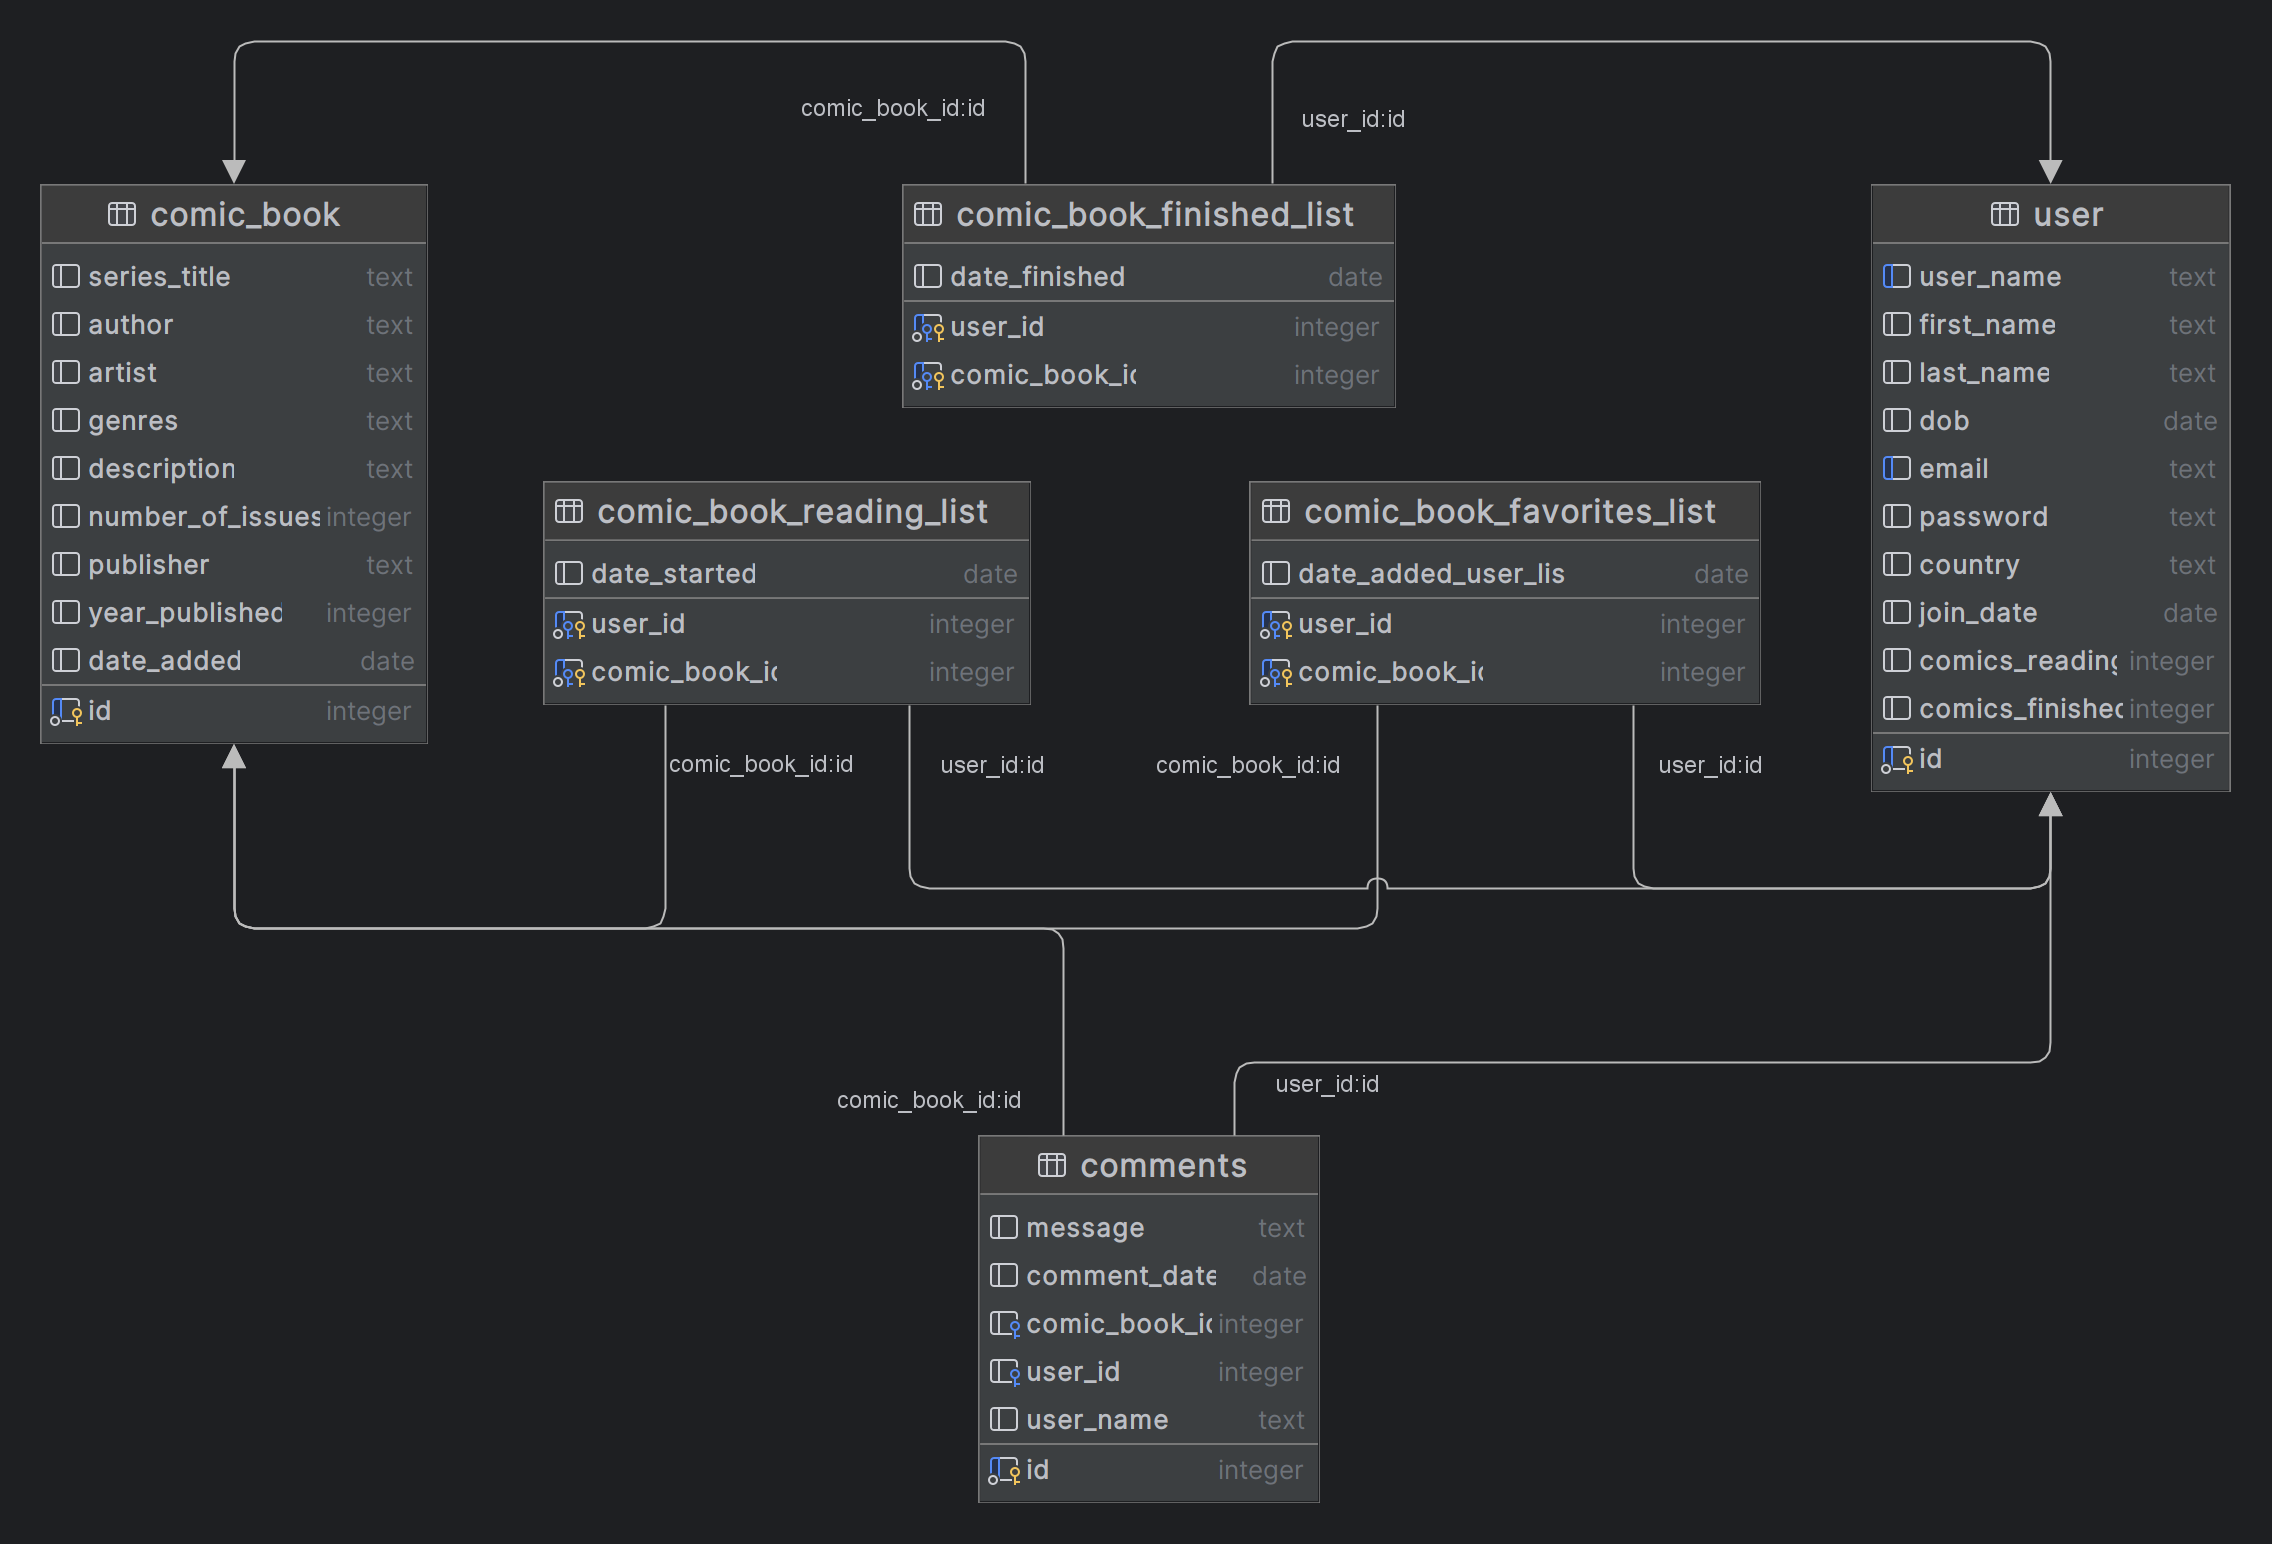 comic_book_id:id
user_id:id
comic_book
series_title text
author text
artist text
genres text
description text
number_of_issues integer
publisher text
year_published integer
date_added date
id integer
comic_book_finished_list
date_finished date
user_id integer
comic_book_ic integer
user
user_name text
first_name text
last_name text
dob date
email text
password text
country text
join_date date
comics_reading integer
comics_finished integer
id integer
comic_book_reading_list
date_started date
user_id integer
comic_book_ic integer
comic_book_favorites_list
date_added_user_lis date
user_id integer
comic_book_ic integer
comic_book_id:id
user_id:id
comic_book_id:id
user_id:id
comic_book_id:id
user_id:id
comments
message text
comment_date date
comic_book_ic integer
user_id integer
user_name text
id integer